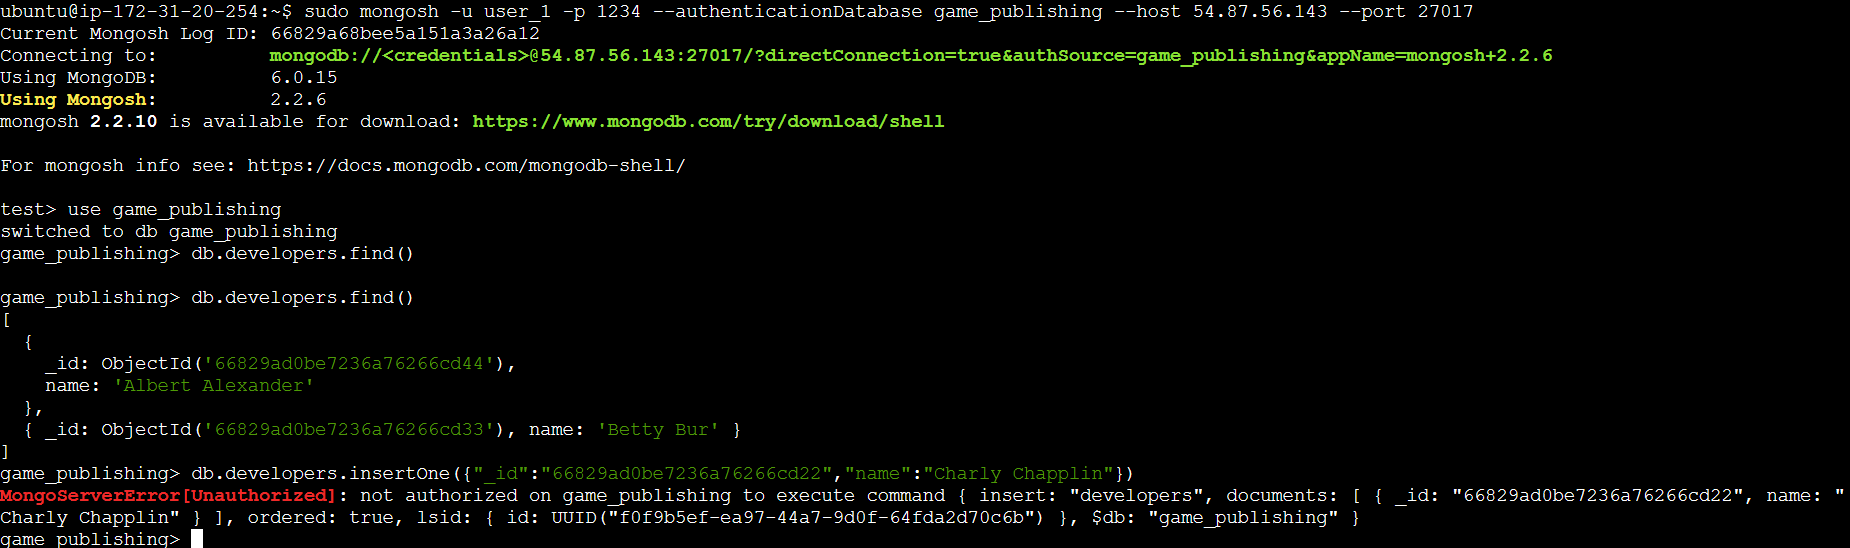 ubuntu@ip-172-31-20-254:~$ sudo mongosh -u user_1 -p 1234 --authenticationDatabase game_publishing --host 54.87.56.143 --port 27017
Current Mongosh Log ID: 66829a68bee5a151a3a26a12
Connecting to:          mongodb://<credentials>@54.87.56.143:27017/?directConnection=true&authSource=game_publishing&appName=mongosh+2.2.6
Using MongoDB:          6.0.15
Using Mongosh:          2.2.6
mongosh 2.2.10 is available for download: https://www.mongodb.com/try/download/shell
For mongosh info see: https://docs.mongodb.com/mongodb-shell/
test> use game_publishing
switched to db game_publishing
game_publishing> db.developers.find()
game_publishing> db.developers.find()
[
  {
    _id: ObjectId('66829ad0be7236a76266cd44'),
    name: 'Albert Alexander'
  },
  { _id: ObjectId('66829ad0be7236a76266cd33'), name: 'Betty Bur' }
]
game_publishing> db.developers.insertOne({"_id":"66829ad0be7236a76266cd22","name":"Charly Chapplin"})
MongoServerError[Unauthorized]: not authorized on game_publishing to execute command { insert: "developers", documents: [ { _id: "66829ad0be7236a76266cd22", name: "
Charly Chapplin" } ], ordered: true, lsid: { id: UUID("f0f9b5ef-ea97-44a7-9d0f-64fda2d70c6b") }, $db: "game_publishing" }
game_publishing>